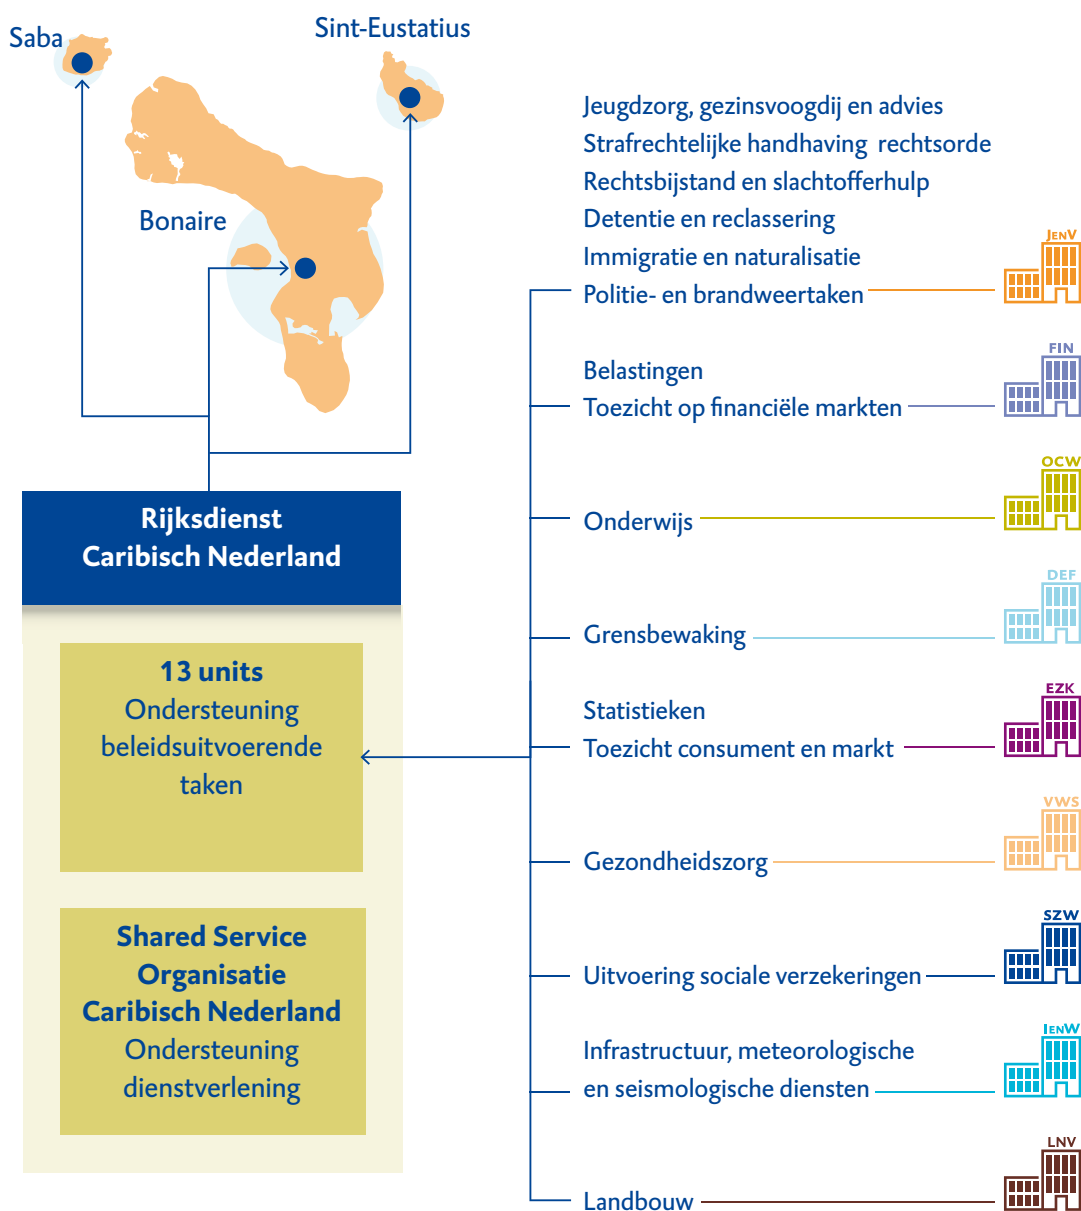 Saba
Sint-Eustatius
Bonaire
Rijksdienst
Caribisch Nederland
13 units
Ondersteuning
beleidsuitvoerende
taken
Shared Service
Organisatie
Caribisch Nederland
Ondersteuning
dienstverlening
Jeugdzorg, gezinsvoogdij en advies
Strafrechtelijke handhaving rechtsorde
Rechtsbijstand en slachtofferhulp
Detentie en reclassering
Immigratie en naturalisatie
Politie- en brandweertaken
JENV
Belastingen
Toezicht op financiële markten
FIN
Onderwijs
OCW
Grensbewaking
DEF
Statistieken
Toezicht consument en markt
EZK
Gezondheidszorg
VWS
Uitvoering sociale verzekeringen
SZW
Infrastructuur, meteorologische
en seismologische diensten
IENW
Landbouw
LNV